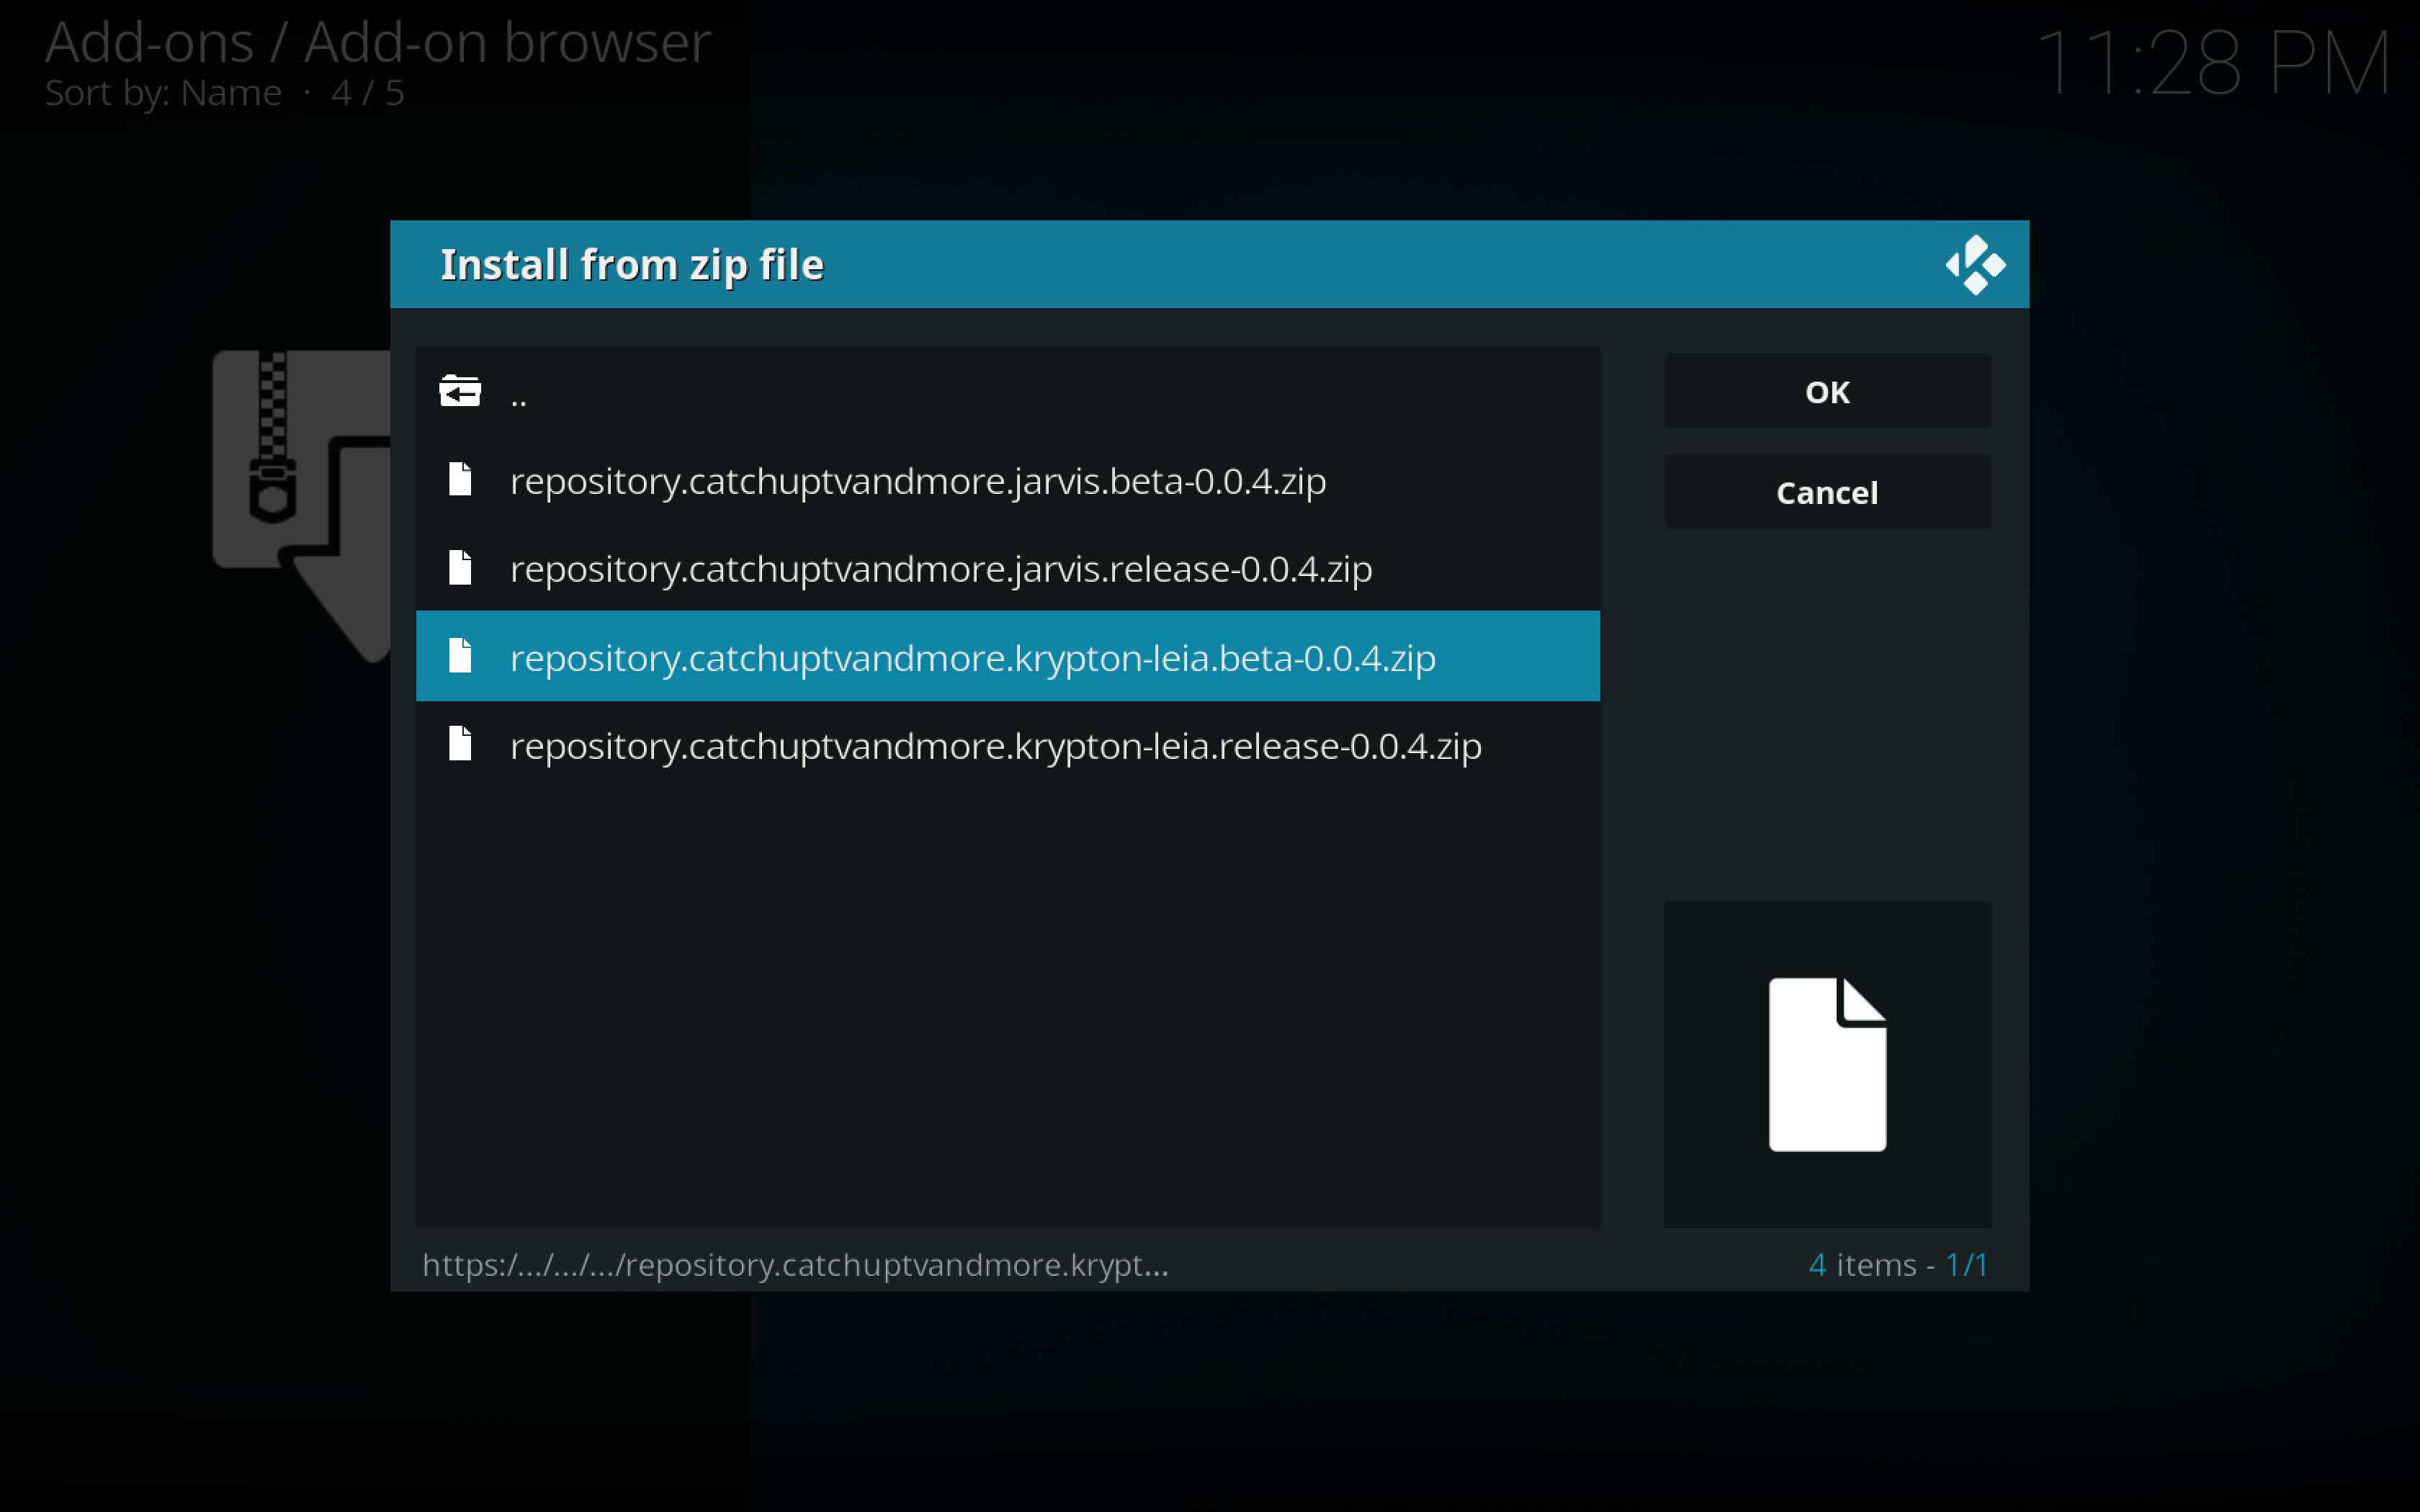 Add-ons / Add-on browser
Sort by: Name · 4 / 5
11:28 PM
Install from zip file
..
repository.catchuptvandmore.jarvis.beta-0.0.4.zip
repository.catchuptvandmore.jarvis.release-0.0.4.zip
repository.catchuptvandmore.krypton-leia.beta-0.0.4.zip
repository.catchuptvandmore.krypton-leia.release-0.0.4.zip
OK
Cancel
https:/.../.../.../repository.catchuptvandmore.krypt...
4 items - 1/1